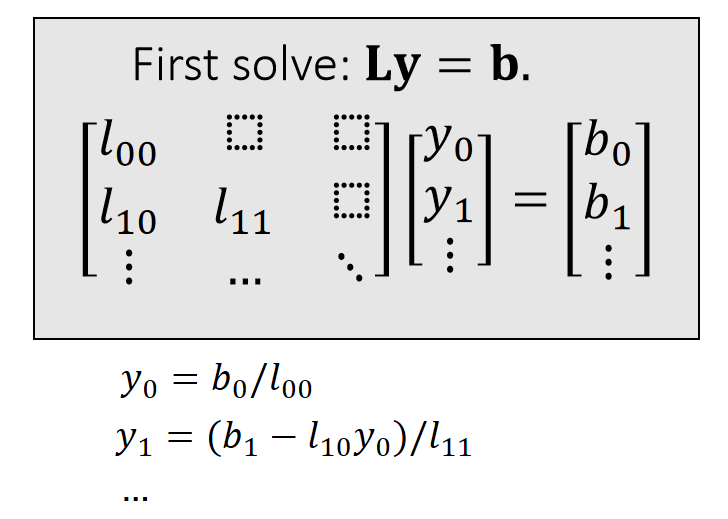 First solve: Ly = b.
[l₀₀ ⬚ ⬚] [y₀] = [b₀]
[l₁₀ l₁₁ ⬚] [y₁] = [b₁]
[⋮ … ⋱] [⋮] = [⋮]
y₀ = b₀/l₀₀
y₁ = (b₁ − l₁₀y₀)/l₁₁
…